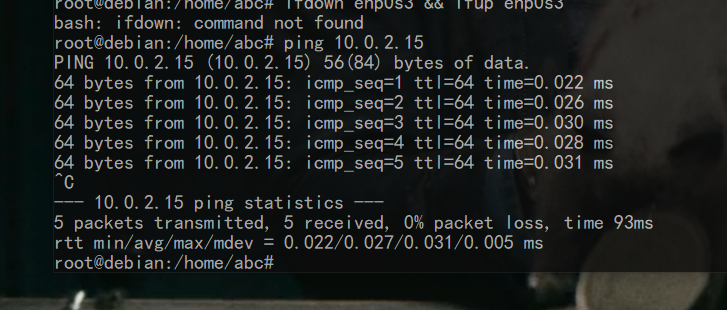 root@debian:/home/abc# ifdown enp0s3 && ifup enp0s3
bash: ifdown: command not found
root@debian:/home/abc# ping 10.0.2.15
PING 10.0.2.15 (10.0.2.15) 56(84) bytes of data.
64 bytes from 10.0.2.15: icmp_seq=1 ttl=64 time=0.022 ms
64 bytes from 10.0.2.15: icmp_seq=2 ttl=64 time=0.026 ms
64 bytes from 10.0.2.15: icmp_seq=3 ttl=64 time=0.030 ms
64 bytes from 10.0.2.15: icmp_seq=4 ttl=64 time=0.028 ms
64 bytes from 10.0.2.15: icmp_seq=5 ttl=64 time=0.031 ms
^C
--- 10.0.2.15 ping statistics ---
5 packets transmitted, 5 received, 0% packet loss, time 93ms
rtt min/avg/max/mdev = 0.022/0.027/0.031/0.005 ms
root@debian:/home/abc#